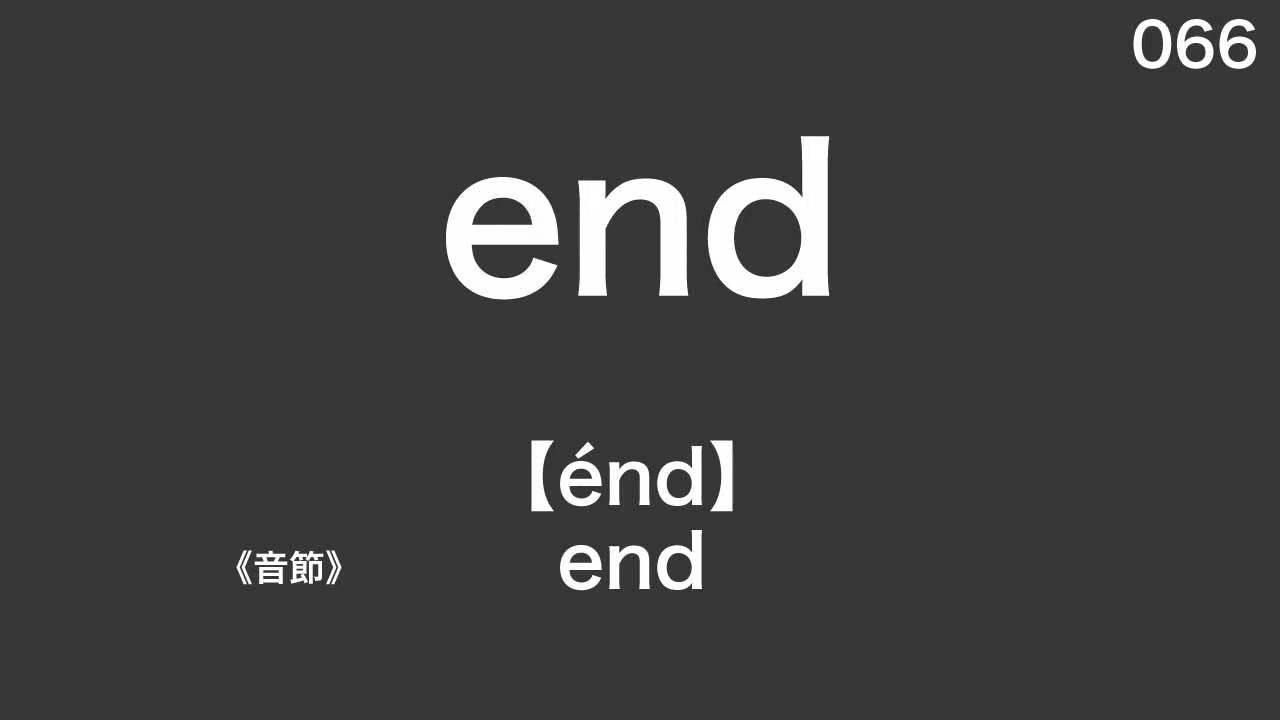 066
end
【énd】
《音節》 end